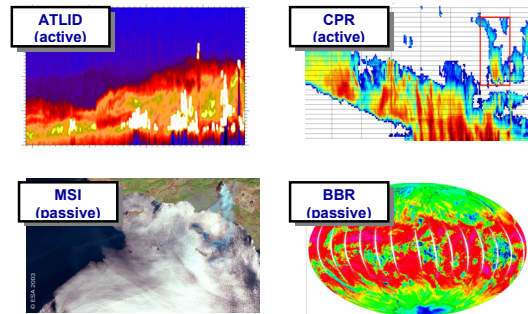 ATLID
(active)
CPR
(active)
MSI
(passive)
BBR
(passive)
© ESA 2003